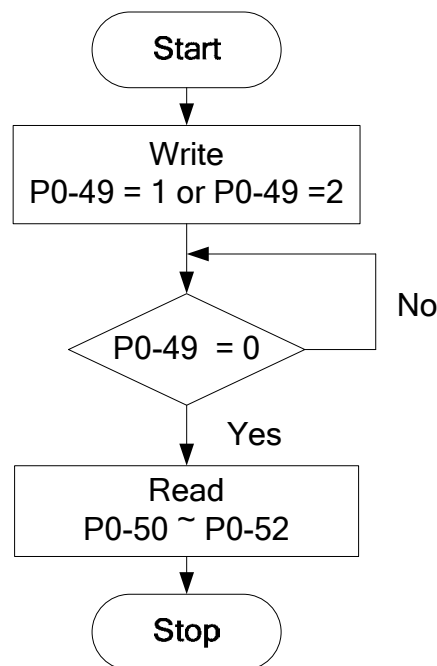 Start
Write
P0-49 = 1 or P0-49 =2
No
P0-49 = 0
Yes
Read
P0-50 ~ P0-52
Stop